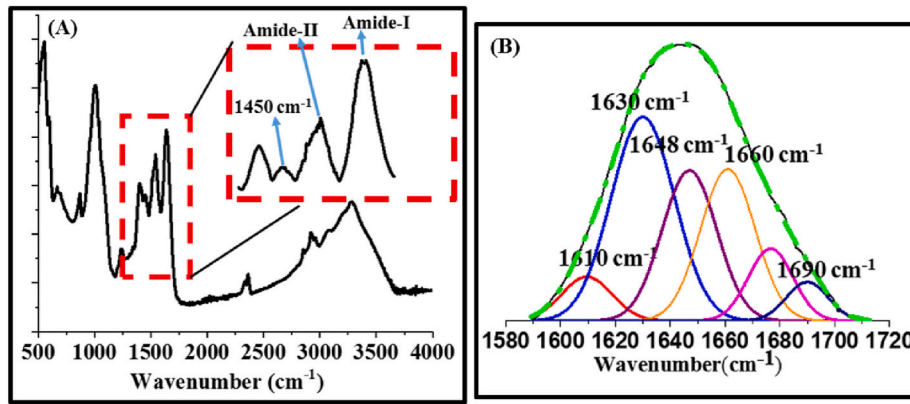 (A)
Amide-II
Amide-I
1450 cm⁻¹
500 1000 1500 2000 2500 3000 3500 4000
Wavenumber (cm⁻¹)
(B)
1630 cm⁻¹
1648 cm⁻¹
1660 cm⁻¹
1610 cm⁻¹
1690 cm⁻¹
1580 1600 1620 1640 1660 1680 1700 1720
Wavenumber(cm⁻¹)